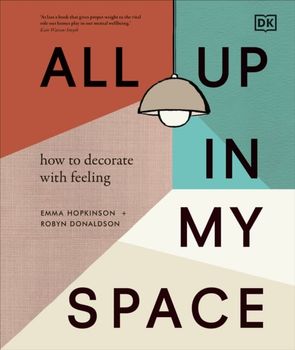 'At last a book that gives proper weight to the vital
role our homes play in our mental wellbeing.'
Kate Watson-Smyth
DK
ALL UP
how to decorate
with feeling
IN
EMMA HOPKINSON +
ROBYN DONALDSON
MY
SPACE